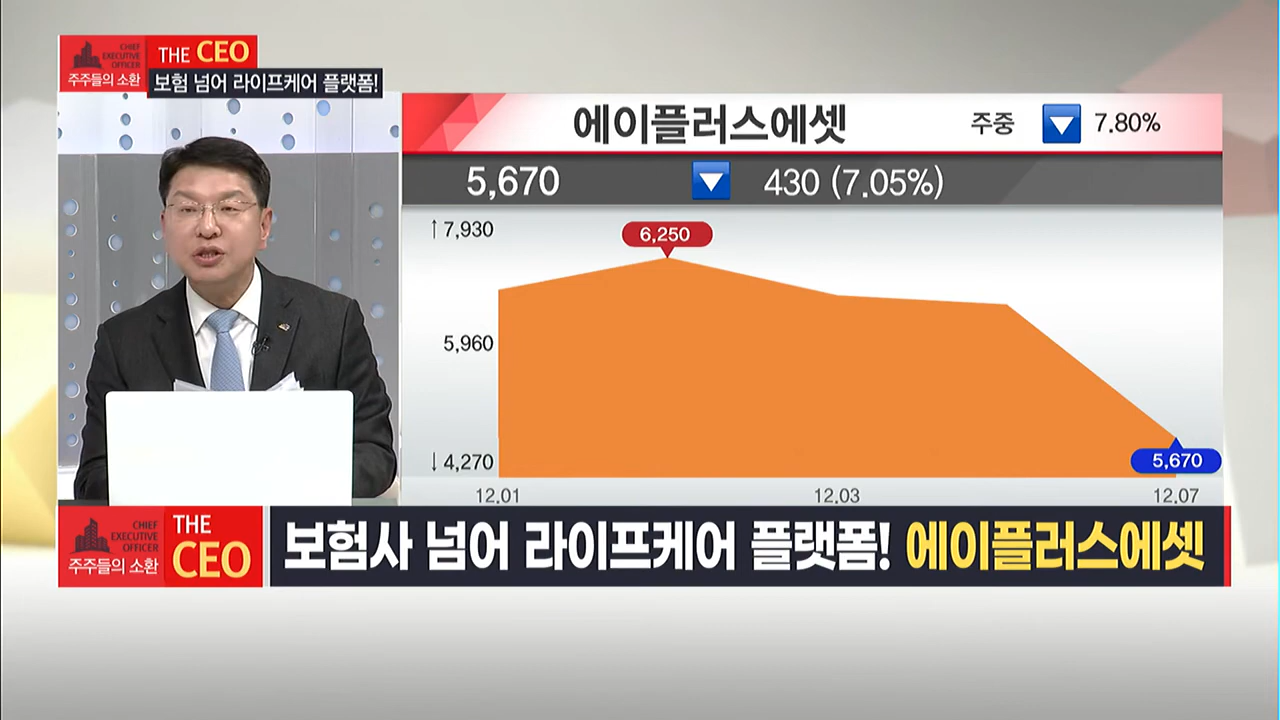 CHIEF
EXECUTIVE
OFFICER
주주들의 소환
THE CEO
보험 넘어 라이프케어 플랫폼!
에이플러스에셋
주중 ▼ 7.80%
5,670 ▼ 430 (7.05%)
↑7,930
6,250
5,960
↓4,270
5,670
12.01 12.03 12.07
CHIEF
EXECUTIVE
OFFICER
주주들의 소환
THE
CEO
보험사 넘어 라이프케어 플랫폼! 에이플러스에셋